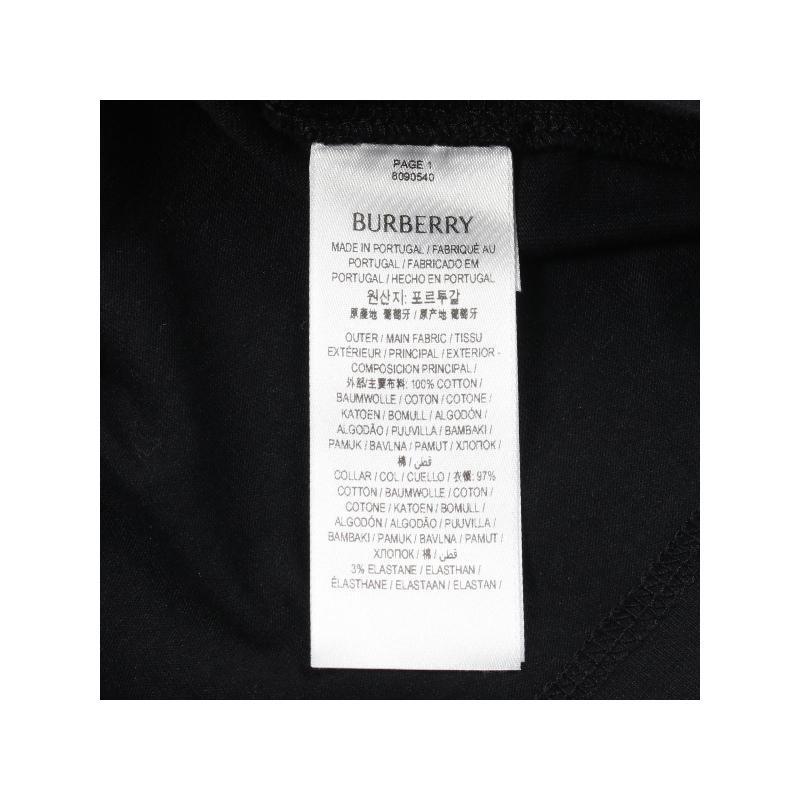 PAGE 1
8090540
BURBERRY
MADE IN PORTUGAL / FABRIQUÉ AU
PORTUGAL / FABRICADO EM
PORTUGAL / HECHO EN PORTUGAL
원산지: 포르투갈
原產地 葡萄牙 / 原产地 葡萄牙
OUTER / MAIN FABRIC / TISSU
EXTÉRIEUR / PRINCIPAL / EXTERIOR -
COMPOSICION PRINCIPAL /
外部/主要布料: 100% COTTON /
BAUMWOLLE / COTON / COTONE /
KATOEN / BOMULL / ALGODÓN /
ALGODÃO / PUUVILLA / BAMBAKI /
PAMUK / BAVLNA / PAMUT / ХЛОПОК /
棉 / قطن /
COLLAR / COL / CUELLO / 衣領: 97%
COTTON / BAUMWOLLE / COTON /
COTONE / KATOEN / BOMULL /
ALGODÓN / ALGODÃO / PUUVILLA /
BAMBAKI / PAMUK / BAVLNA / PAMUT /
ХЛОПОК / 棉 / قطن /
3% ELASTANE / ELASTHAN /
ÉLASTHANE / ELASTAAN / ELASTAN /